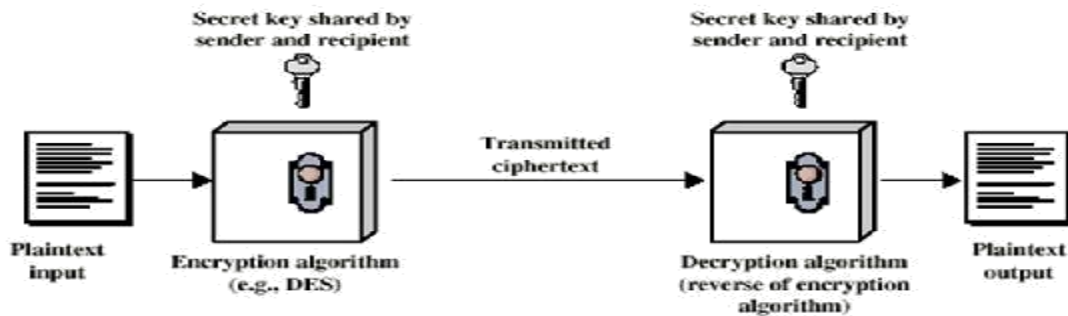 Secret key shared by
sender and recipient
Secret key shared by
sender and recipient
Transmitted
ciphertext
Plaintext
input
Encryption algorithm
(e.g., DES)
Decryption algorithm
(reverse of encryption
algorithm)
Plaintext
output